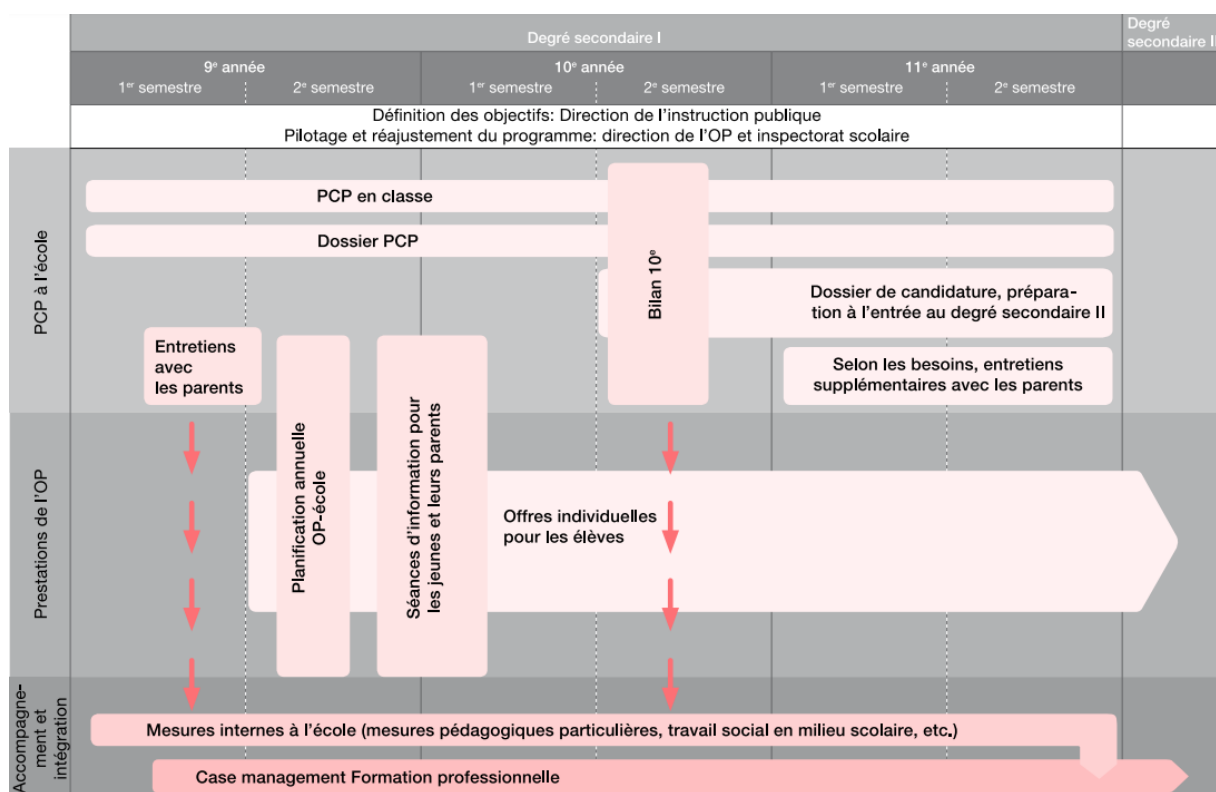 Degré secondaire I
Degré
secondaire II
9e année
10e année
11e année
1er semestre
2e semestre
1er semestre
2e semestre
1er semestre
2e semestre
Définition des objectifs: Direction de l'instruction publique
Pilotage et réajustement du programme: direction de l'OP et inspectorat scolaire
PCP à l'école
PCP en classe
Dossier PCP
Bilan 10e
Dossier de candidature, prépara-
tion à l'entrée au degré secondaire II
Entretiens
avec
les parents
Selon les besoins, entretiens
supplémentaires avec les parents
Prestations de l'OP
Planification annuelle
OP-école
Séances d'information pour
les jeunes et leurs parents
Offres individuelles
pour les élèves
Accompagne-
ment et
intégration
Mesures internes à l'école (mesures pédagogiques particulières, travail social en milieu scolaire, etc.)
Case management Formation professionnelle